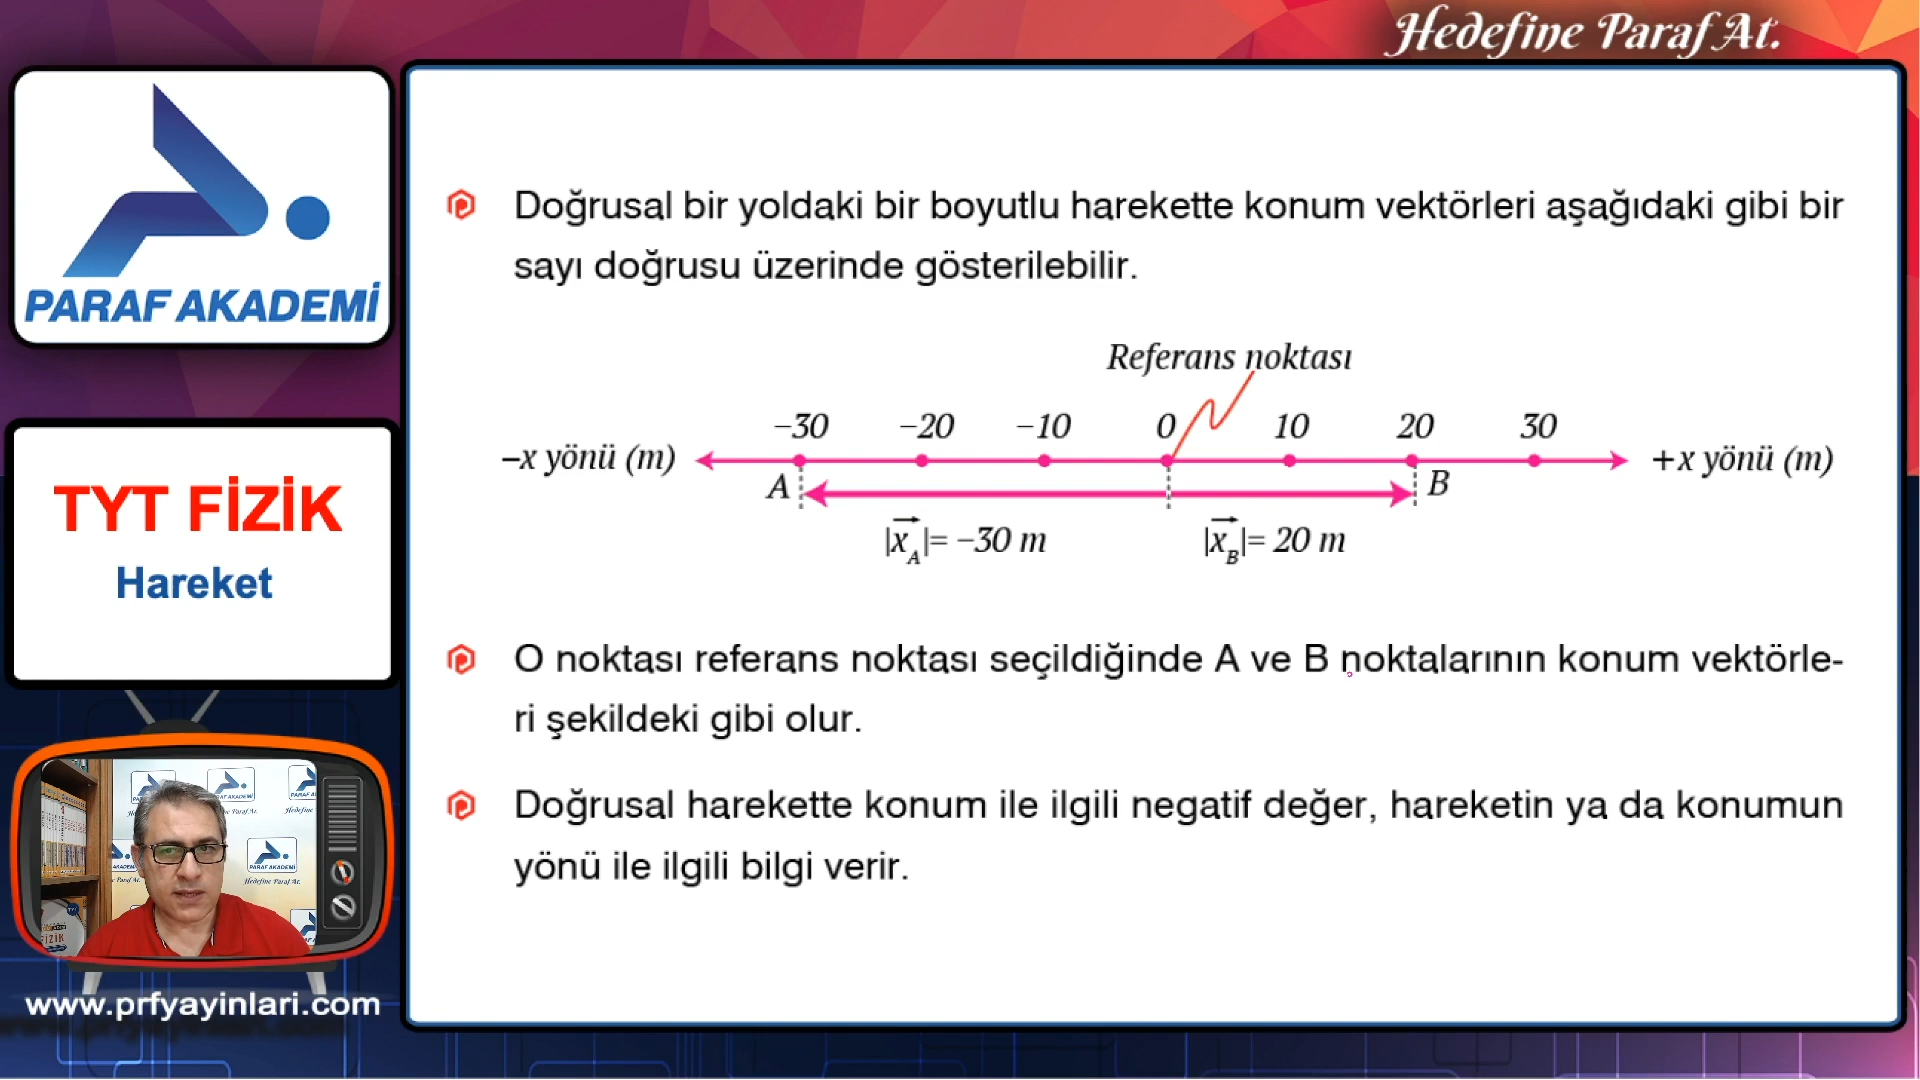 Hedefine Paraf At.
PARAF AKADEMİ
TYT FİZİK
Hareket
www.prfyayinlari.com
Doğrusal bir yoldaki bir boyutlu harekette konum vektörleri aşağıdaki gibi bir
sayı doğrusu üzerinde gösterilebilir.
Referans noktası
−30 −20 −10 0 10 20 30
−x yönü (m) +x yönü (m)
A B
|x⃗_A|= −30 m |x⃗_B|= 20 m
O noktası referans noktası seçildiğinde A ve B noktalarının konum vektörle-
ri şekildeki gibi olur.
Doğrusal harekette konum ile ilgili negatif değer, hareketin ya da konumun
yönü ile ilgili bilgi verir.